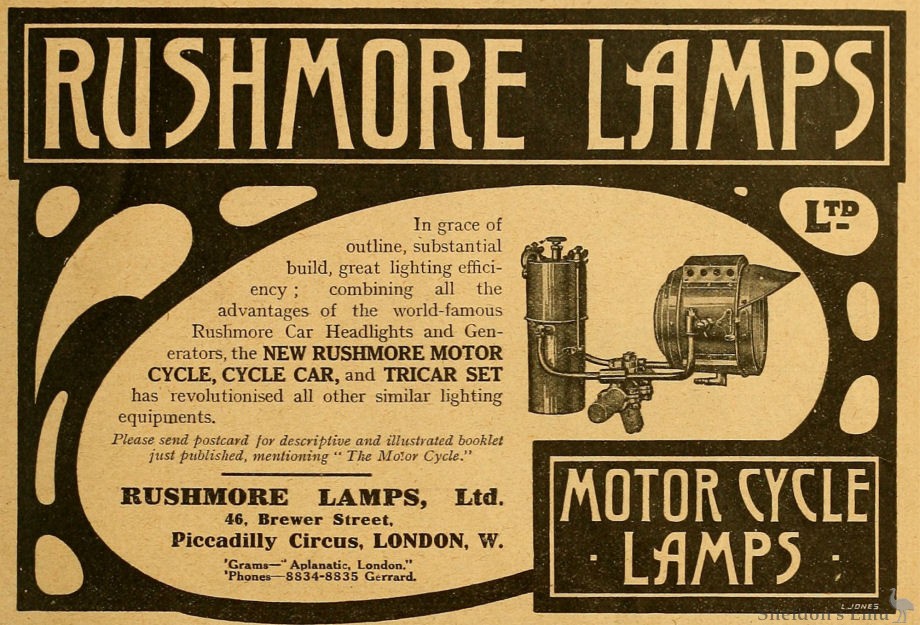 RUSHMORE LAMPS
LTD
In grace of
outline, substantial
build, great lighting effici-
ency ; combining all the
advantages of the world-famous
Rushmore Car Headlights and Gen-
erators, the NEW RUSHMORE MOTOR
CYCLE, CYCLE CAR, and TRICAR SET
has revolutionised all other similar lighting
equipments.
Please send postcard for descriptive and illustrated booklet
just published, mentioning "The Motor Cycle."
RUSHMORE LAMPS, Ltd.
46, Brewer Street,
Piccadilly Circus, LONDON, W.
'Grams—"Aplanatic, London."
'Phones—8834-8835 Gerrard.
MOTOR CYCLE
· LAMPS ·
L.JONES
Sheldon's Emu